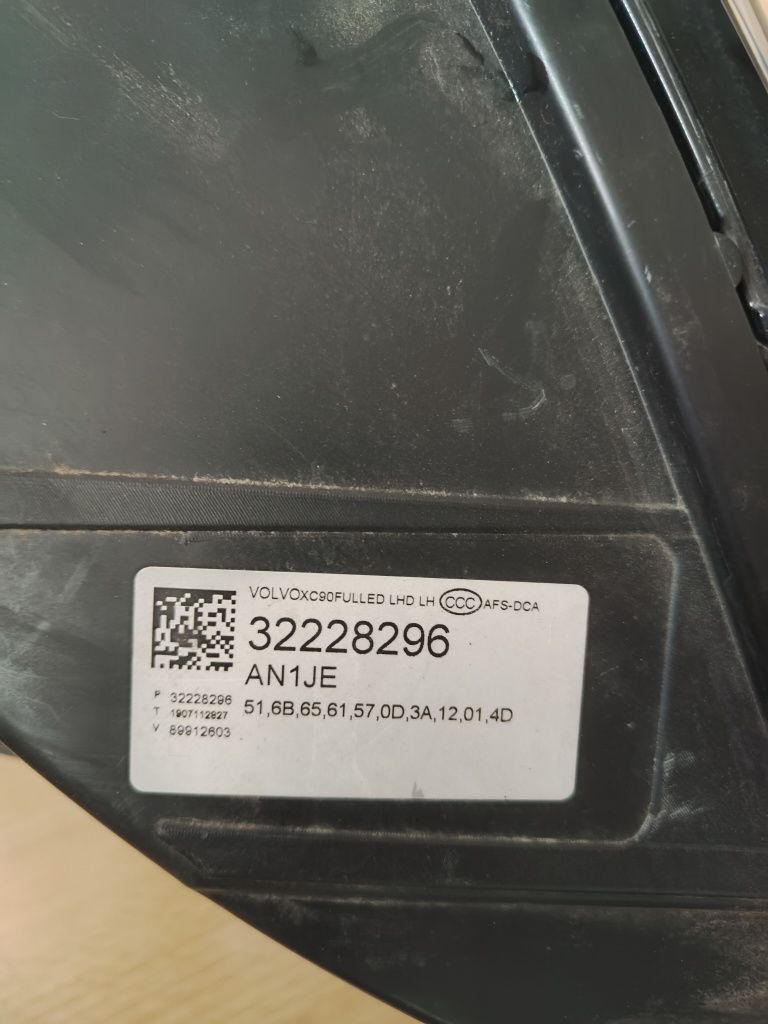 VOLVOXC90FULLED LHD LH CCC AFS-DCA
32228296
AN1JE
P 32228296
T 1907112827
V 89912603
51,6B,65,61,57,0D,3A,12,01,4D